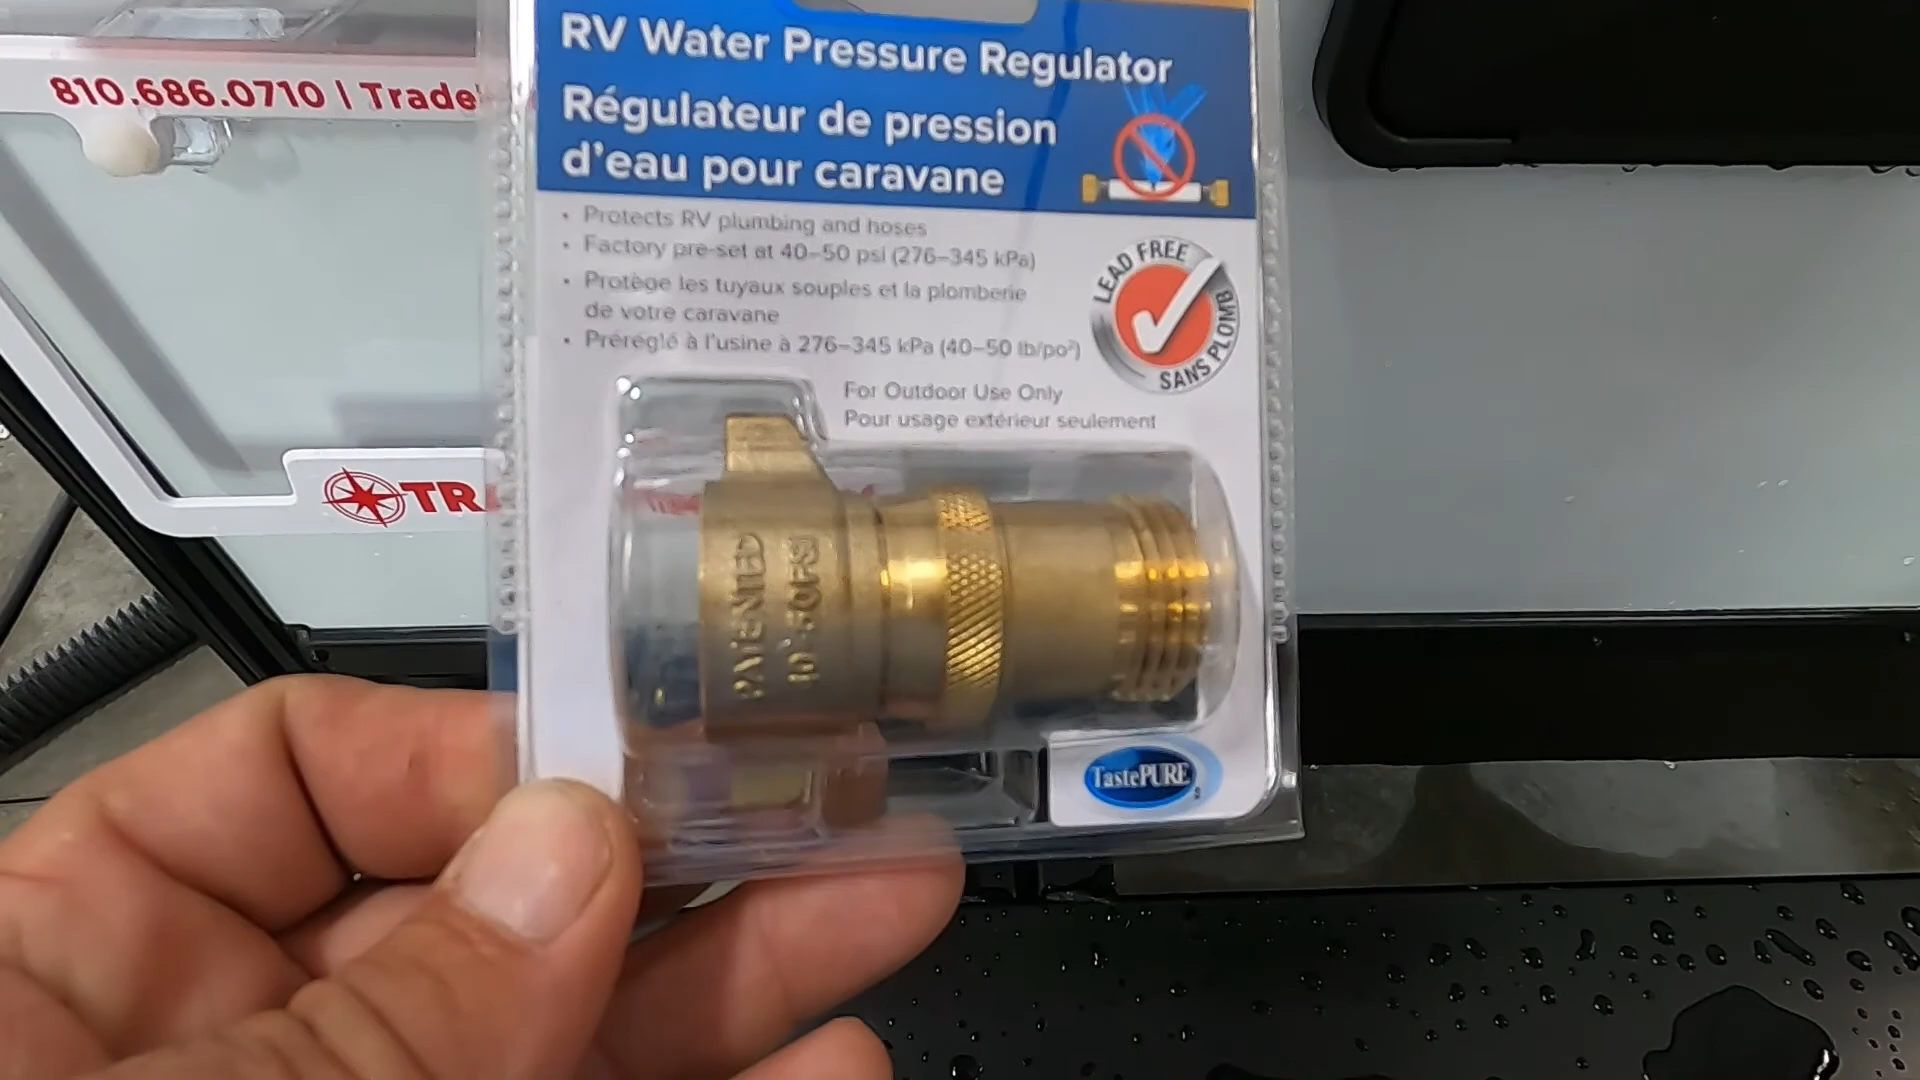 RV Water Pressure Regulator
Régulateur de pression
d'eau pour caravane
• Protects RV plumbing and hoses
• Factory pre-set at 40–50 psi (276–345 kPa)
• Protège les tuyaux souples et la plomberie
de votre caravane
• Préréglé à l'usine à 276–345 kPa (40–50 lb/po²)
LEAD FREE
SANS PLOMB
For Outdoor Use Only
Pour usage extérieur seulement
PATENTED
TastePURE
810.686.0710 | Trade
TR